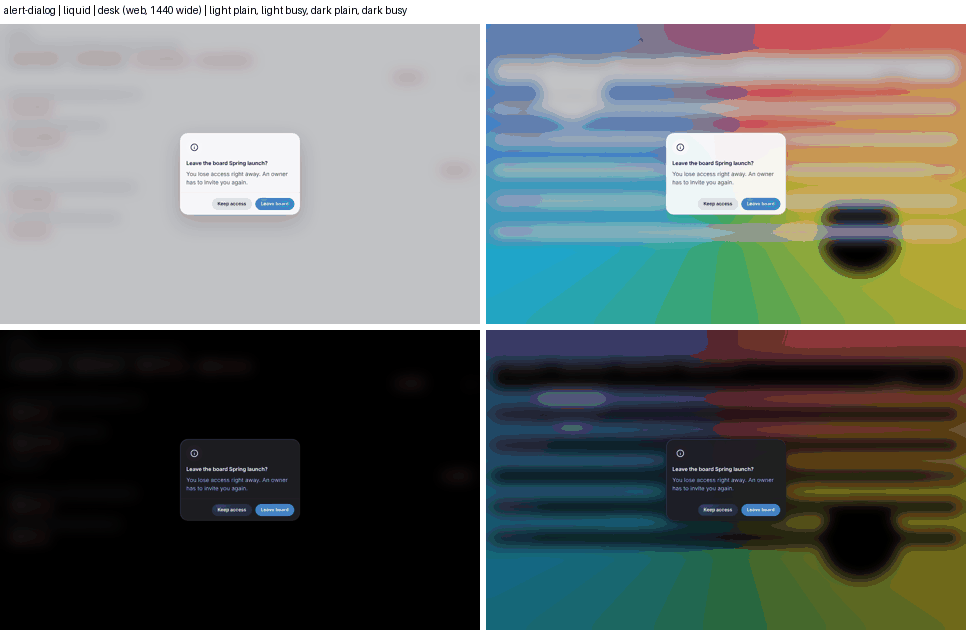 alert-dialog | liquid | desk (web, 1440 wide) | light plain, light busy, dark plain, dark busy
Leave the board Spring launch?
You lose access right away. An owner
has to invite you again.
Keep access
Leave board
Leave the board Spring launch?
You lose access right away. An owner
has to invite you again.
Keep access
Leave board
Leave the board Spring launch?
You lose access right away. An owner
has to invite you again.
Keep access
Leave board
Leave the board Spring launch?
You lose access right away. An owner
has to invite you again.
Keep access
Leave board